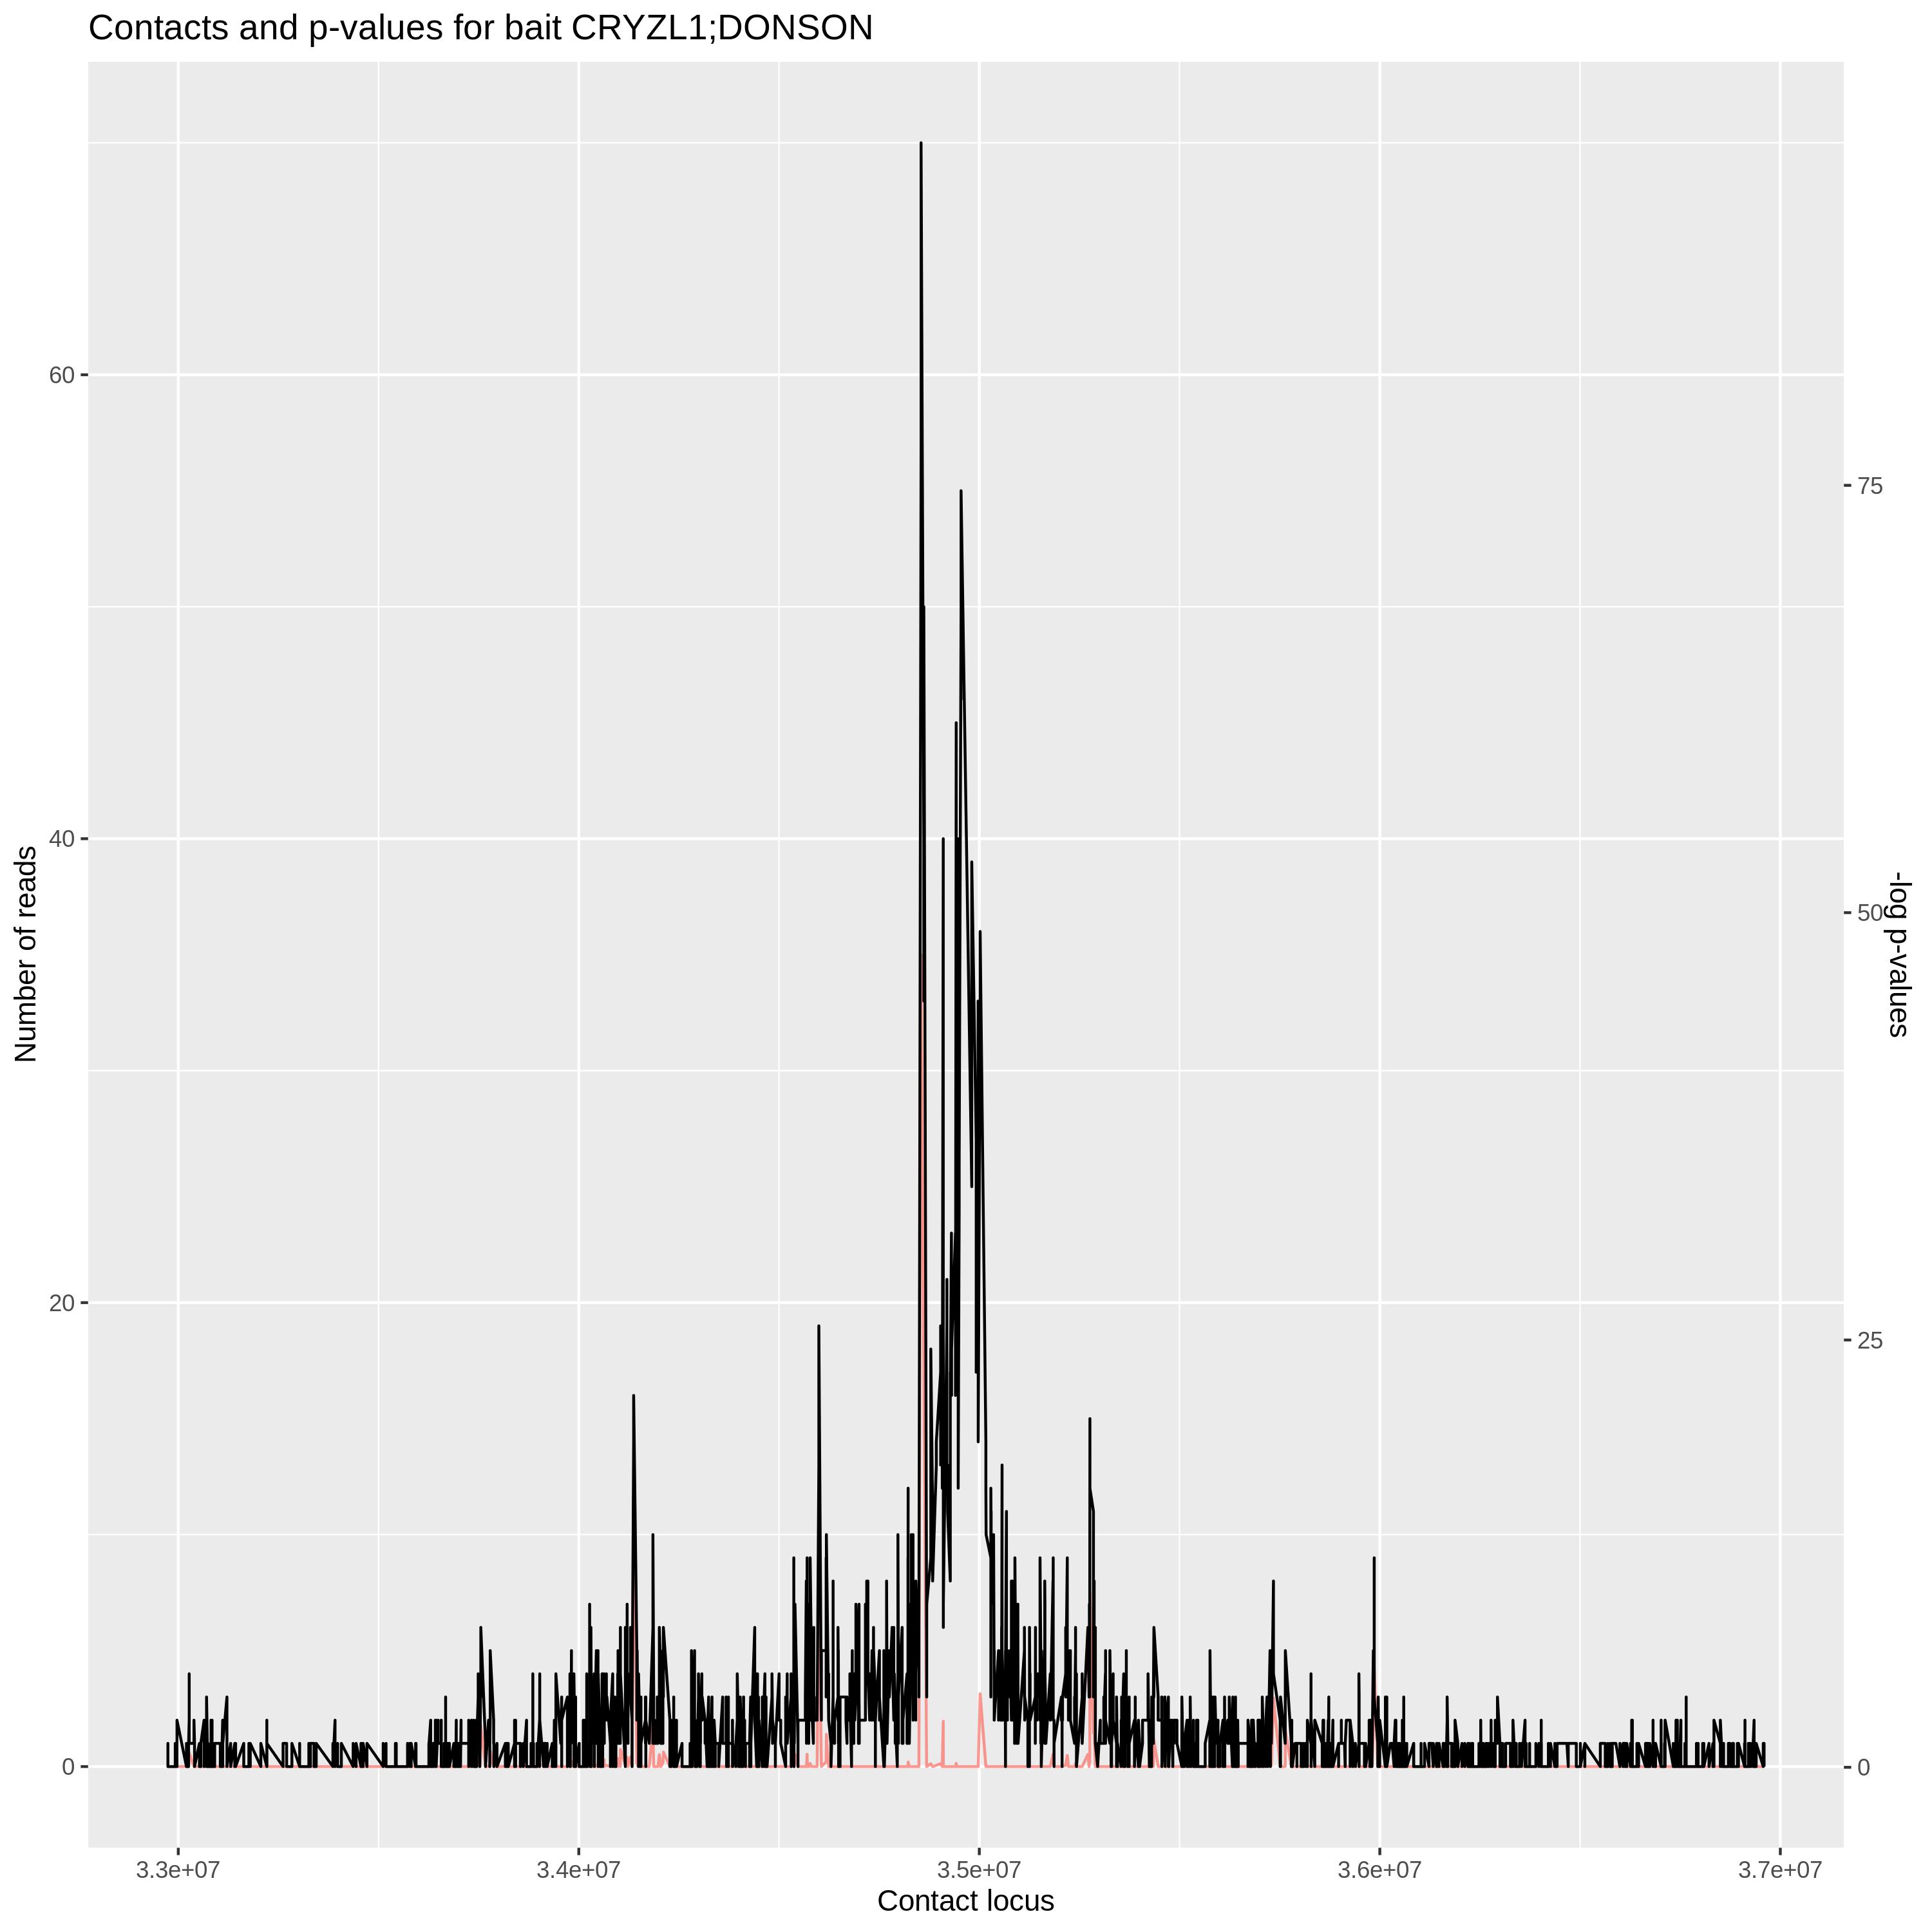 Contacts and p-values for bait CRYZL1;DONSON
60
40
20
0
Number of reads
75
50
25
0
-log p-values
3.3e+07
3.4e+07
3.5e+07
3.6e+07
3.7e+07
Contact locus